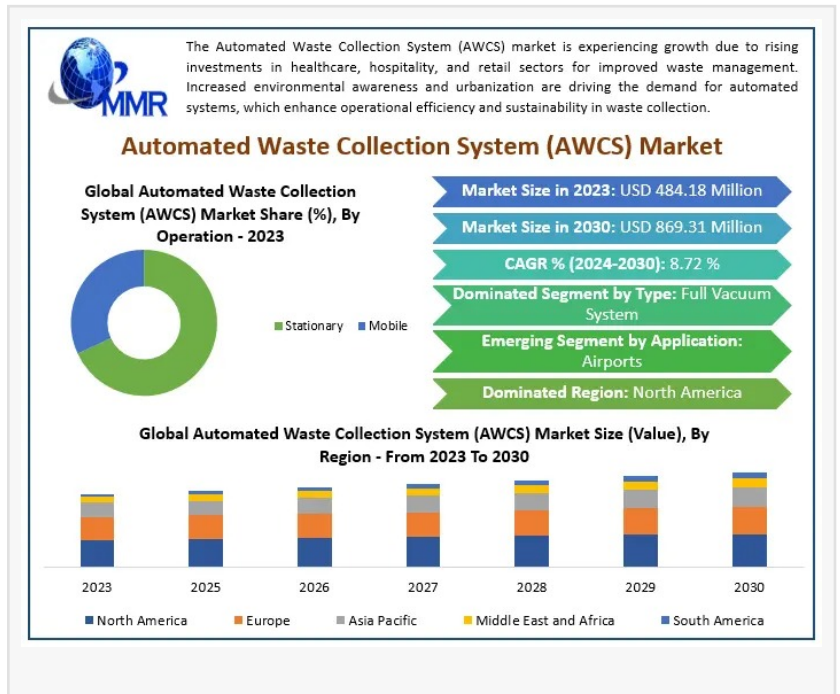 The Automated Waste Collection System (AWCS) market is experiencing growth due to rising
investments in healthcare, hospitality, and retail sectors for improved waste management.
Increased environmental awareness and urbanization are driving the demand for automated
systems, which enhance operational efficiency and sustainability in waste collection.
MMR
Automated Waste Collection System (AWCS) Market
Global Automated Waste Collection
System (AWCS) Market Share (%), By
Operation - 2023
Stationary
Mobile
Market Size in 2023: USD 484.18 Million
Market Size in 2030: USD 869.31 Million
CAGR % (2024-2030): 8.72 %
Dominated Segment by Type: Full Vacuum
System
Emerging Segment by Application:
Airports
Dominated Region: North America
Global Automated Waste Collection System (AWCS) Market Size (Value), By
Region - From 2023 To 2030
2023 2025 2026 2027 2028 2029 2030
North America Europe Asia Pacific Middle East and Africa South America